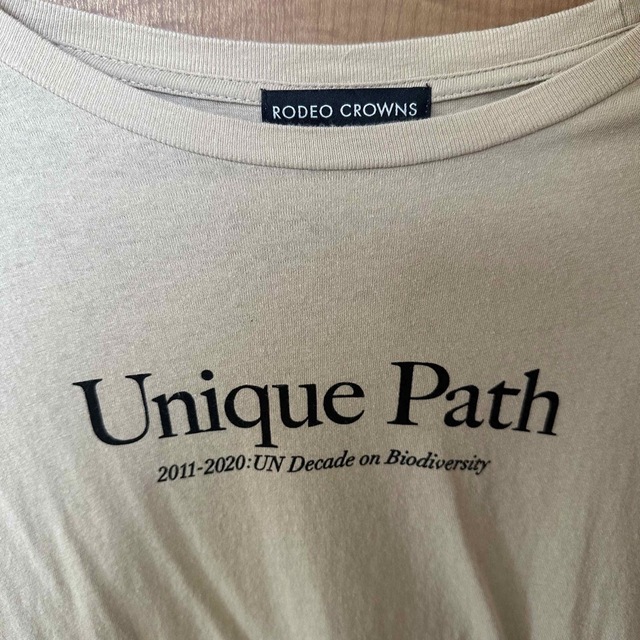 RODEO CROWNS
Unique Path
2011-2020:UN Decade on Biodiversity